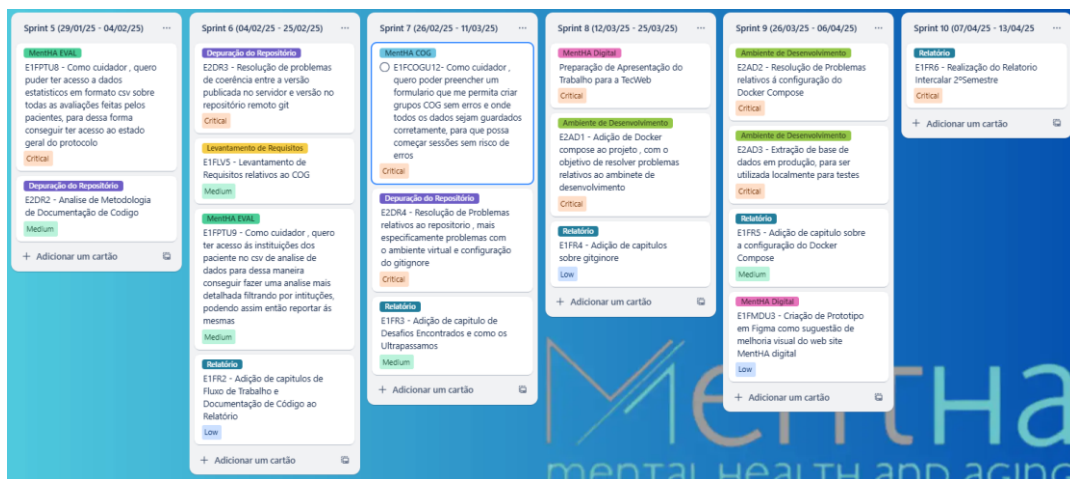 Sprint 5 (29/01/25 - 04/02/25)
MentHA EVAL
E1FPTU8 - Como cuidador , quero
puder ter acesso a dados
estatisticos em formato csv sobre
todas as avaliações feitas pelos
pacientes, para dessa forma
conseguir ter acesso ao estado
geral do protocolo
Critical
Depuração do Repositório
E2DR2 - Analise de Metodologia
de Documentação de Codigo
Medium
+ Adicionar um cartão
Sprint 6 (04/02/25 - 25/02/25)
Depuração do Repositório
E2DR3 - Resolução de problemas
de coerência entre a versão
publicada no servidor e versão no
repositório remoto git
Critical
Levantamento de Requisitos
E1FLV5 - Levantamento de
Requisitos relativos ao COG
Medium
MentHA EVAL
E1FPTU9 - Como cuidador , quero
ter acesso ás instituições dos
paciente no csv de analise de
dados para dessa maneira
conseguir fazer uma analise mais
detalhada filtrando por intituções,
podendo assim então reportar ás
mesmas
Medium
Relatório
E1FR2 - Adição de capitulos de
Fluxo de Trabalho e
Documentação de Código ao
Relatório
Low
+ Adicionar um cartão
Sprint 7 (26/02/25 - 11/03/25)
MentHA COG
E1FCOGU12- Como cuidador ,
quero poder preencher um
formulario que me permita criar
grupos COG sem erros e onde
todos os dados sejam guardados
corretamente, para que possa
começar sessões sem risco de
erros
Critical
Depuração do Repositório
E2DR4 - Resolução de Problemas
relativos ao repositorio , mais
especificamente problemas com
o ambiente virtual e configuração
do gitignore
Critical
Relatório
E1FR3 - Adição de capitulo de
Desafios Encontrados e como os
Ultrapassamos
Medium
+ Adicionar um cartão
Sprint 8 (12/03/25 - 25/03/25)
MentHA Digital
Preparação de Apresentação do
Trabalho para a TecWeb
Critical
Ambiente de Desenvolvimento
E2AD1 - Adição de Docker
compose ao projeto , com o
objetivo de resolver problemas
relativos ao ambinete de
desenvolvimento
Critical
Relatório
E1FR4 - Adição de capitulos
sobre gitginore
Low
+ Adicionar um cartão
Sprint 9 (26/03/25 - 06/04/25)
Ambiente de Desenvolvimento
E2AD2 - Resolução de Problemas
relativos á configuração do
Docker Compose
Critical
Ambiente de Desenvolvimento
E2AD3 - Extração de base de
dados em produção, para ser
utilizada localmente para testes
Critical
Relatório
E1FR5 - Adição de capitulo sobre
a configuração do Docker
Compose
Medium
MentHA Digital
E1FMDU3 - Criação de Prototipo
em Figma como suguestão de
melhoria visual do web site
MentHA digital
Low
+ Adicionar um cartão
Sprint 10 (07/04/25 - 13/04/25
Relatório
E1FR6 - Realização do Relatorio
Intercalar 2ºSemestre
Critical
+ Adicionar um cartão
MentHa
mental Health and aging